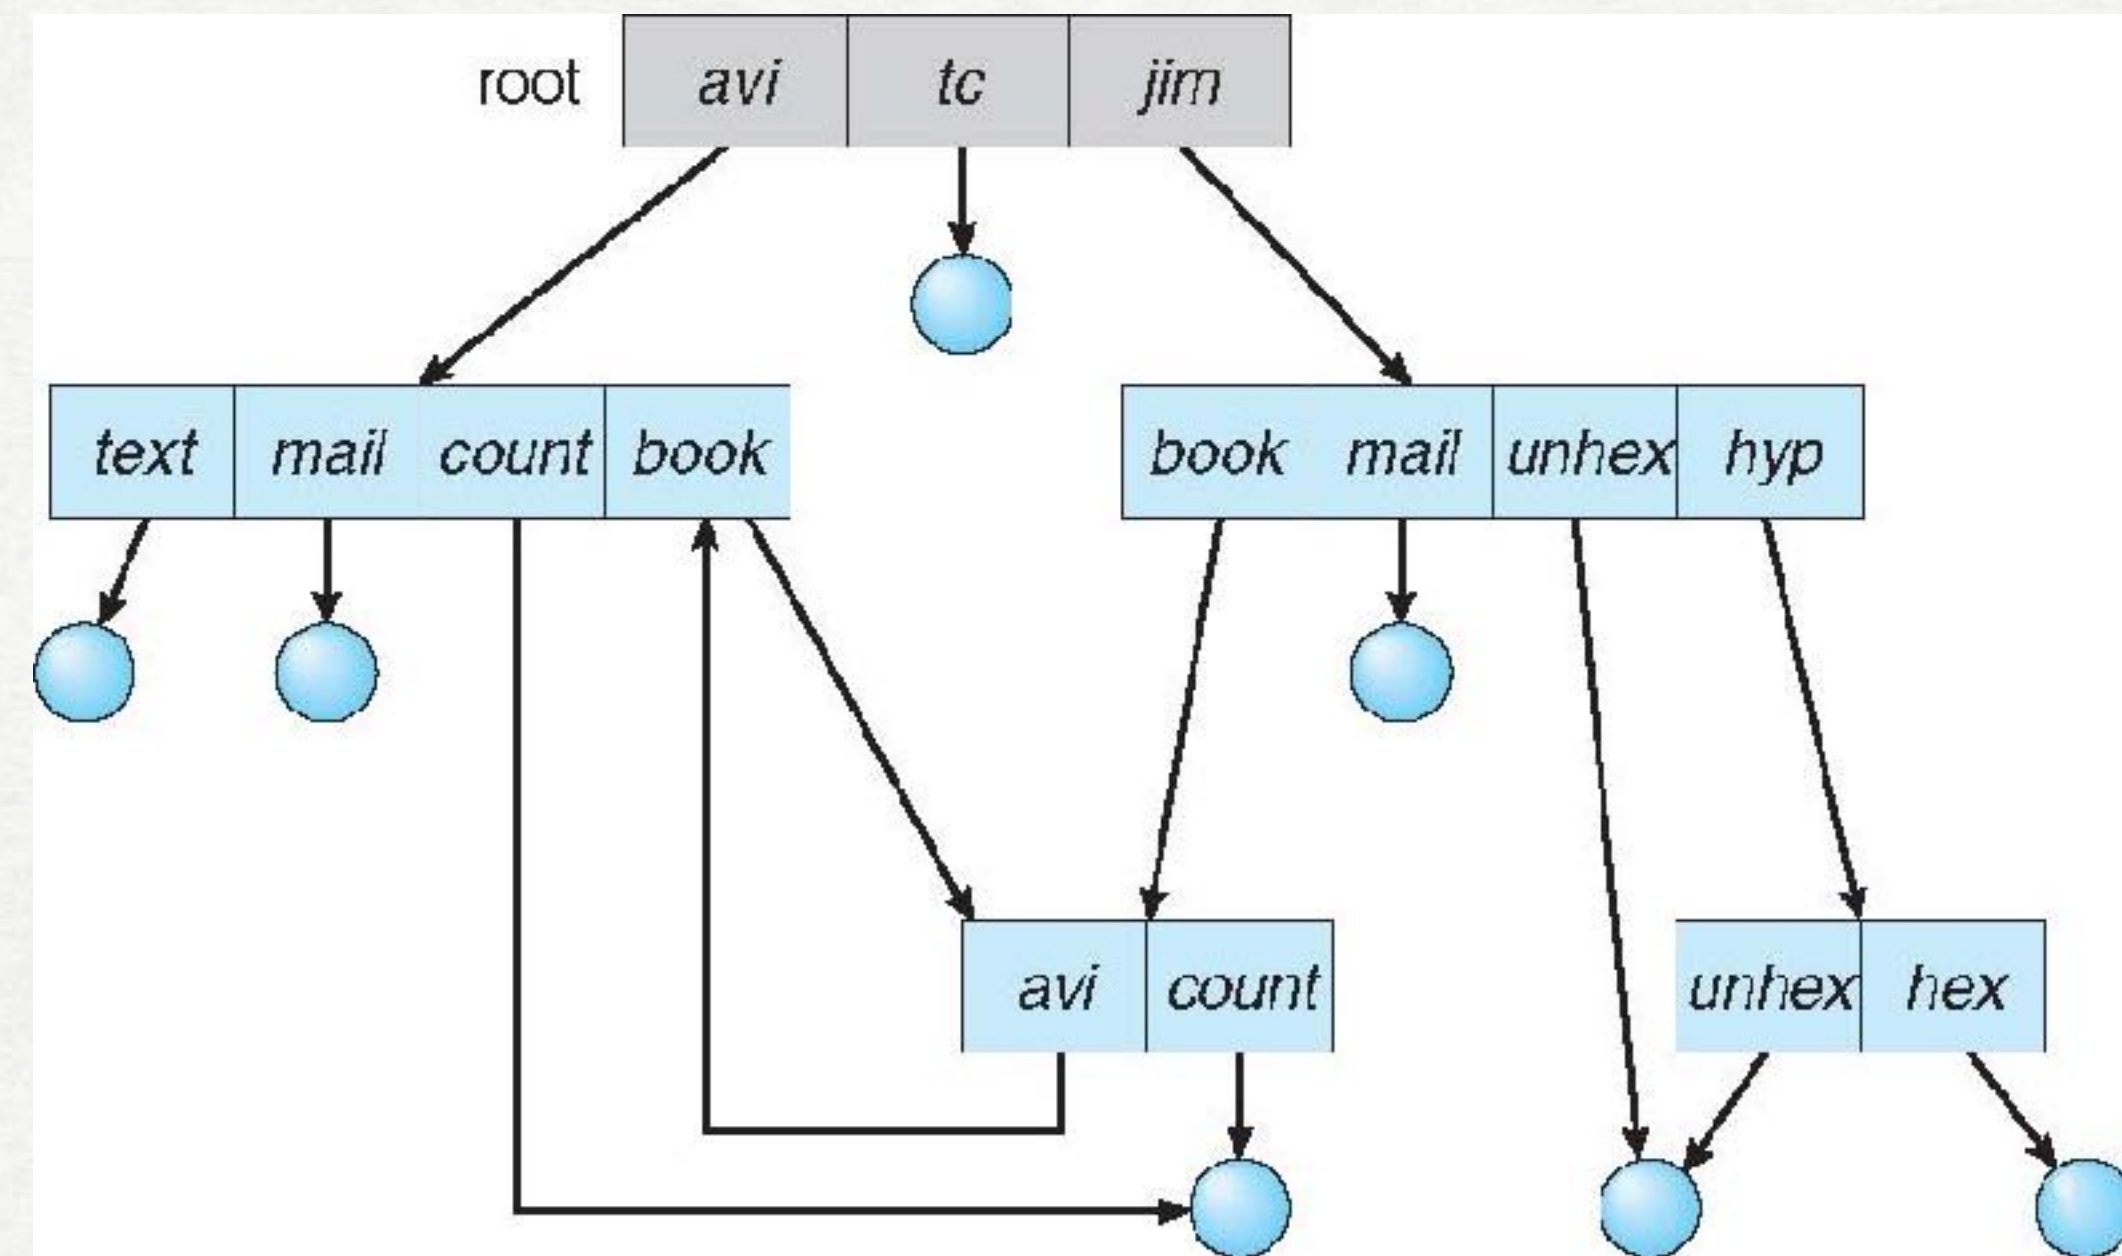 root avi tc jim
text mail count book book mail unhex hyp
avi count unhex hex